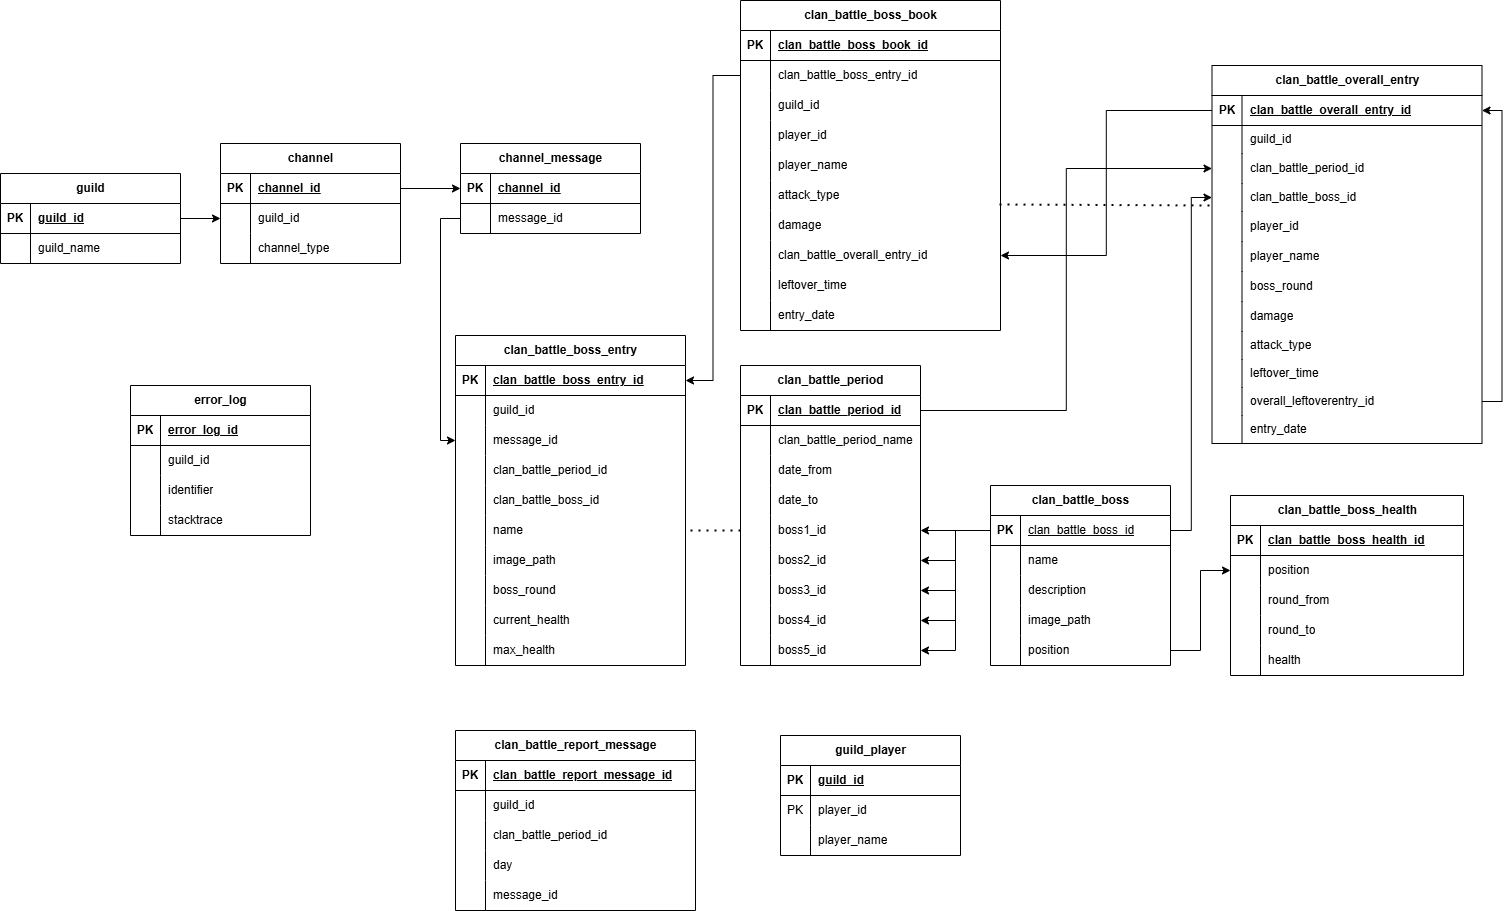 guild
PK guild_id
guild_name
channel
PK channel_id
guild_id
channel_type
channel_message
PK channel_id
message_id
clan_battle_boss_book
PK clan_battle_boss_book_id
clan_battle_boss_entry_id
guild_id
player_id
player_name
attack_type
damage
clan_battle_overall_entry_id
leftover_time
entry_date
clan_battle_overall_entry
PK clan_battle_overall_entry_id
guild_id
clan_battle_period_id
clan_battle_boss_id
player_id
player_name
boss_round
damage
attack_type
leftover_time
overall_leftoverentry_id
entry_date
error_log
PK error_log_id
guild_id
identifier
stacktrace
clan_battle_boss_entry
PK clan_battle_boss_entry_id
guild_id
message_id
clan_battle_period_id
clan_battle_boss_id
name
image_path
boss_round
current_health
max_health
clan_battle_period
PK clan_battle_period_id
clan_battle_period_name
date_from
date_to
boss1_id
boss2_id
boss3_id
boss4_id
boss5_id
clan_battle_boss
PK clan_battle_boss_id
name
description
image_path
position
clan_battle_boss_health
PK clan_battle_boss_health_id
position
round_from
round_to
health
clan_battle_report_message
PK clan_battle_report_message_id
guild_id
clan_battle_period_id
day
message_id
guild_player
PK guild_id
PK player_id
player_name